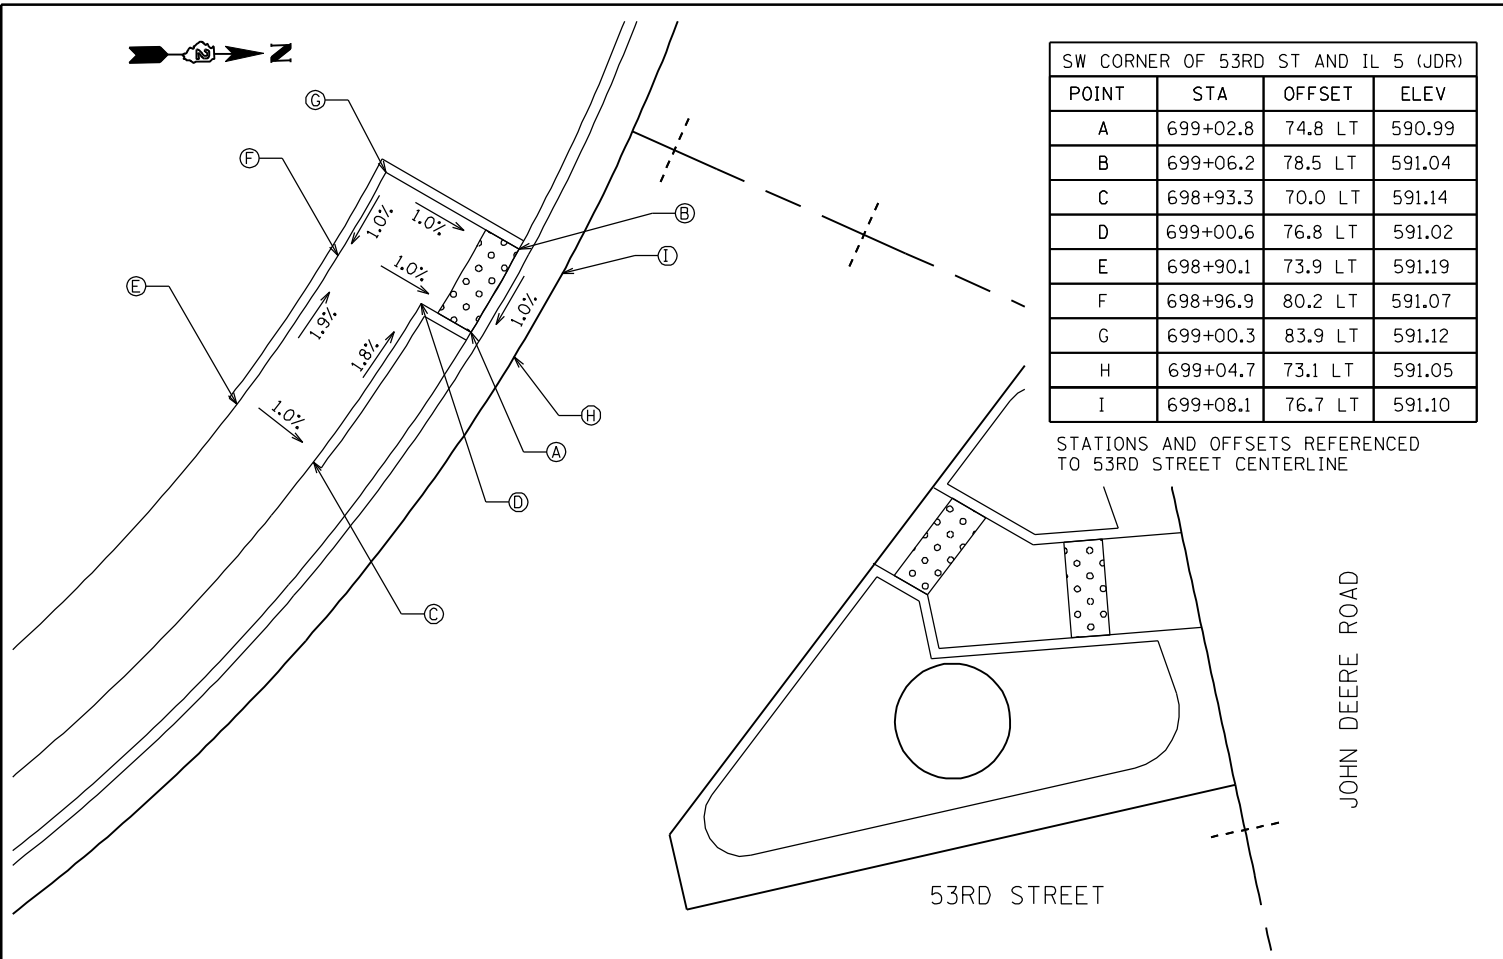 N
SW CORNER OF 53RD ST AND IL 5 (JDR)
POINT STA OFFSET ELEV
A 699+02.8 74.8 LT 590.99
B 699+06.2 78.5 LT 591.04
C 698+93.3 70.0 LT 591.14
D 699+00.6 76.8 LT 591.02
E 698+90.1 73.9 LT 591.19
F 698+96.9 80.2 LT 591.07
G 699+00.3 83.9 LT 591.12
H 699+04.7 73.1 LT 591.05
I 699+08.1 76.7 LT 591.10
STATIONS AND OFFSETS REFERENCED
TO 53RD STREET CENTERLINE
G
F
B
1.0%
1.0%
I
1.0%
E
1.0%
1.9%
1.8%
H
1.0%
A
D
C
JOHN DEERE ROAD
53RD STREET
2